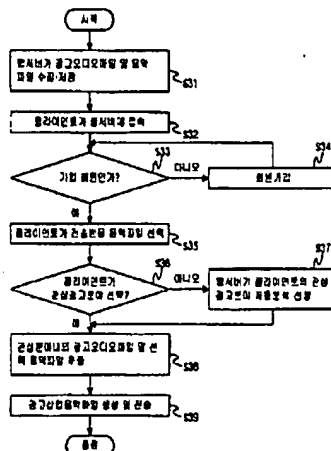 시작
웹서버가 광고오디오파일 및 음악
파일 수집·저장
S31
클라이언트가 웹서버에 접속
S32
S33
가입 회원인가?
아니오
S34
회원가입
예
클라이언트가 전송받을 음악파일 선택
S35
S36
클라이언트가
관심광고분야 선택?
아니오
S37
웹서버가 클라이언트의 관심
광고분야 자동분석 선정
예
관심분야내의 광고오디오파일 및 선
택 음악파일 추출
S38
광고삽입음악파일 생성 및 전송
S39
종료